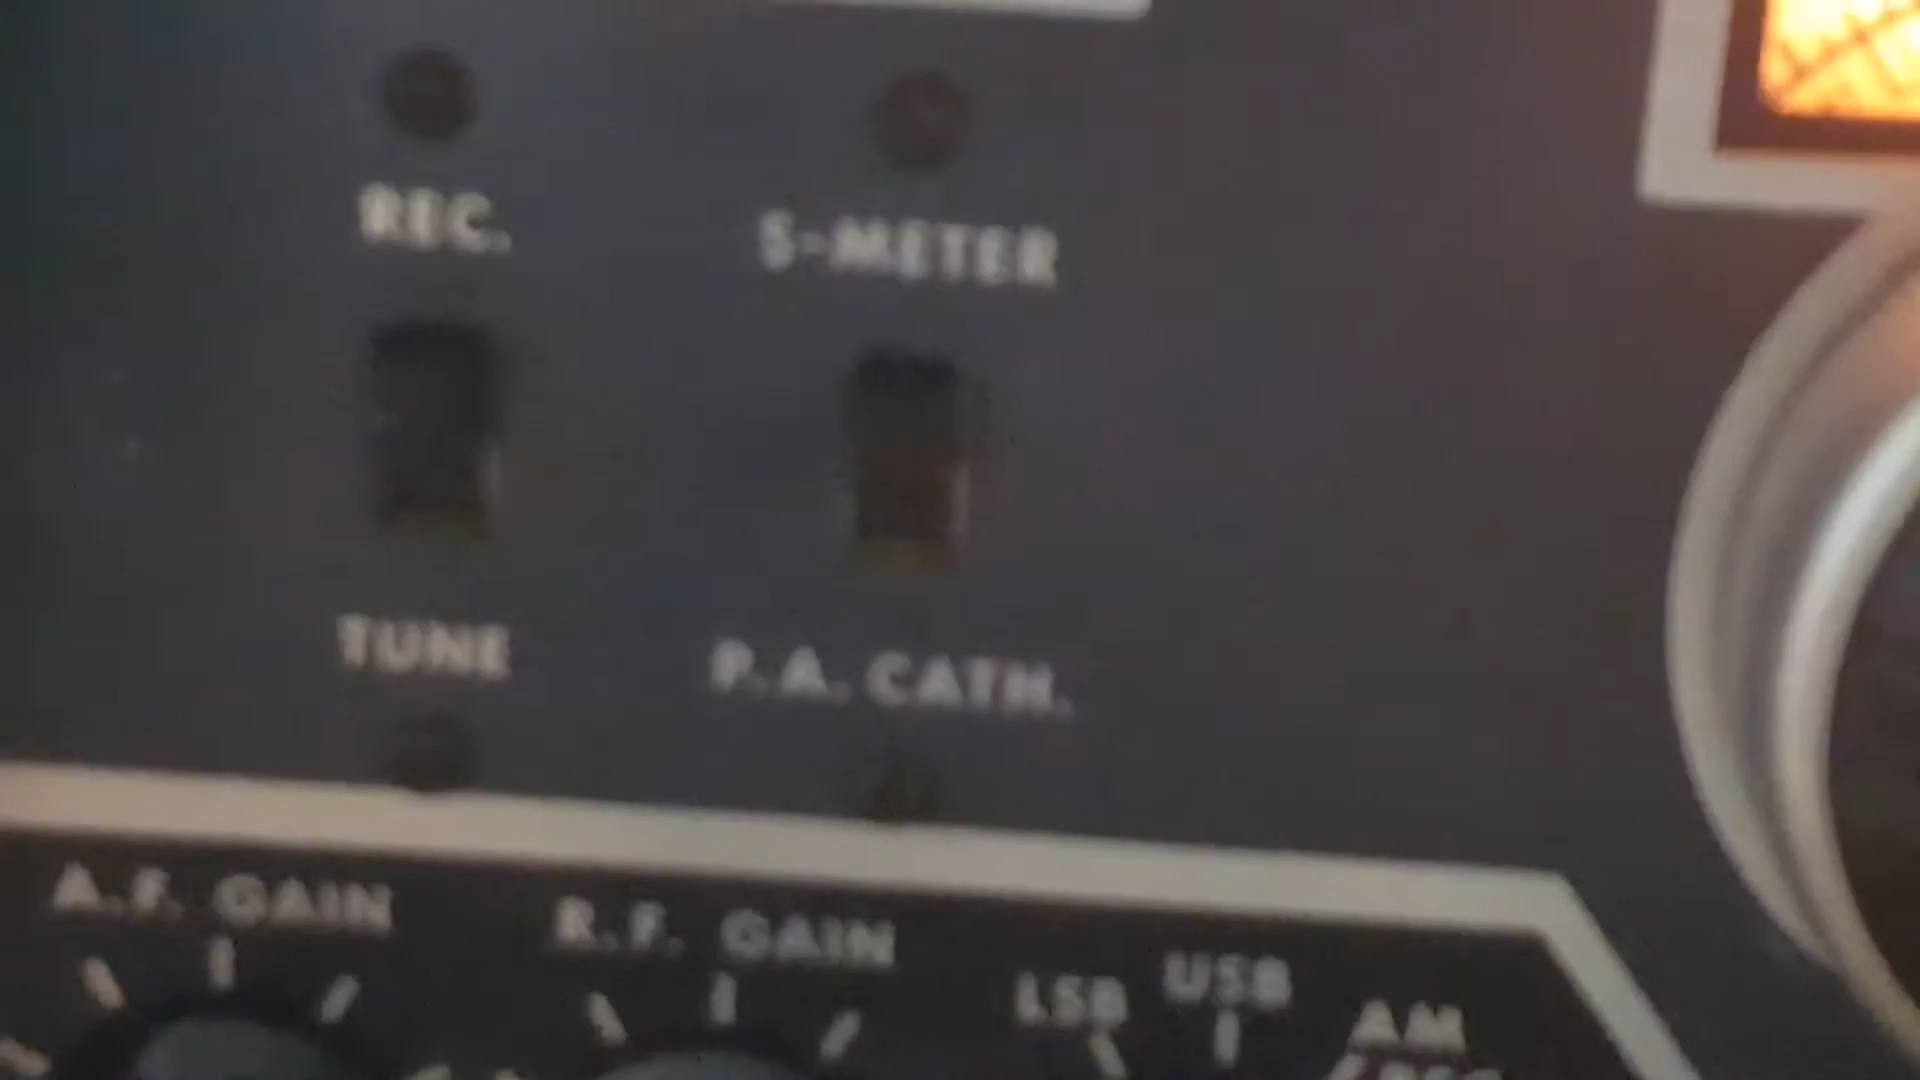 REC.
S-METER
TUNE
P.A. CATH.
A.F. GAIN
R.F. GAIN
LSB
USB
AM